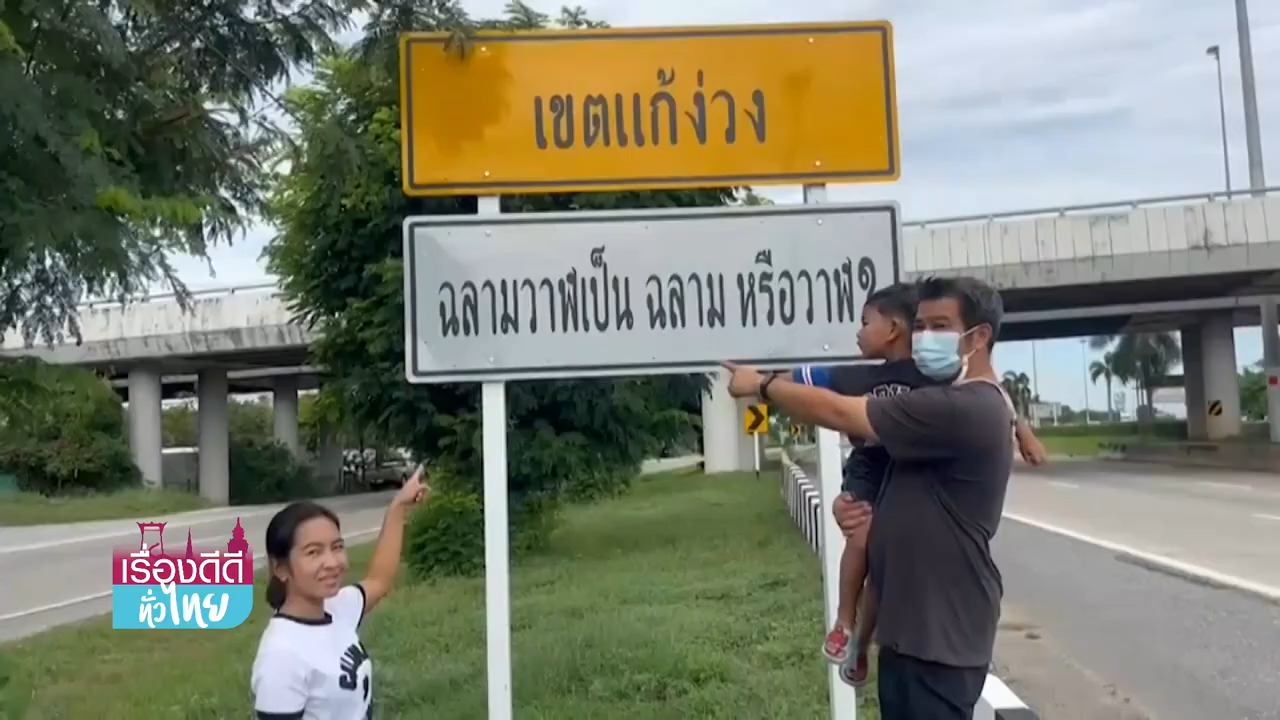 เขตแก้ง่วง
ฉลามวาฬเป็น ฉลาม หรือวาฬ?
เรื่องดีดี
ทั่วไทย